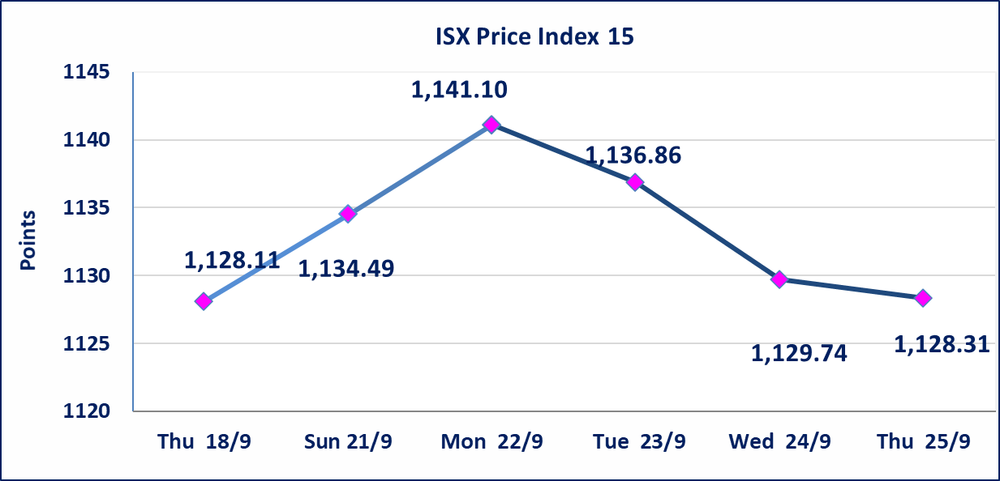 ISX Price Index 15
1145
1140
1135
1130
1125
1120
Points
1,128.11
1,134.49
1,141.10
1,136.86
1,129.74
1,128.31
Thu 18/9
Sun 21/9
Mon 22/9
Tue 23/9
Wed 24/9
Thu 25/9